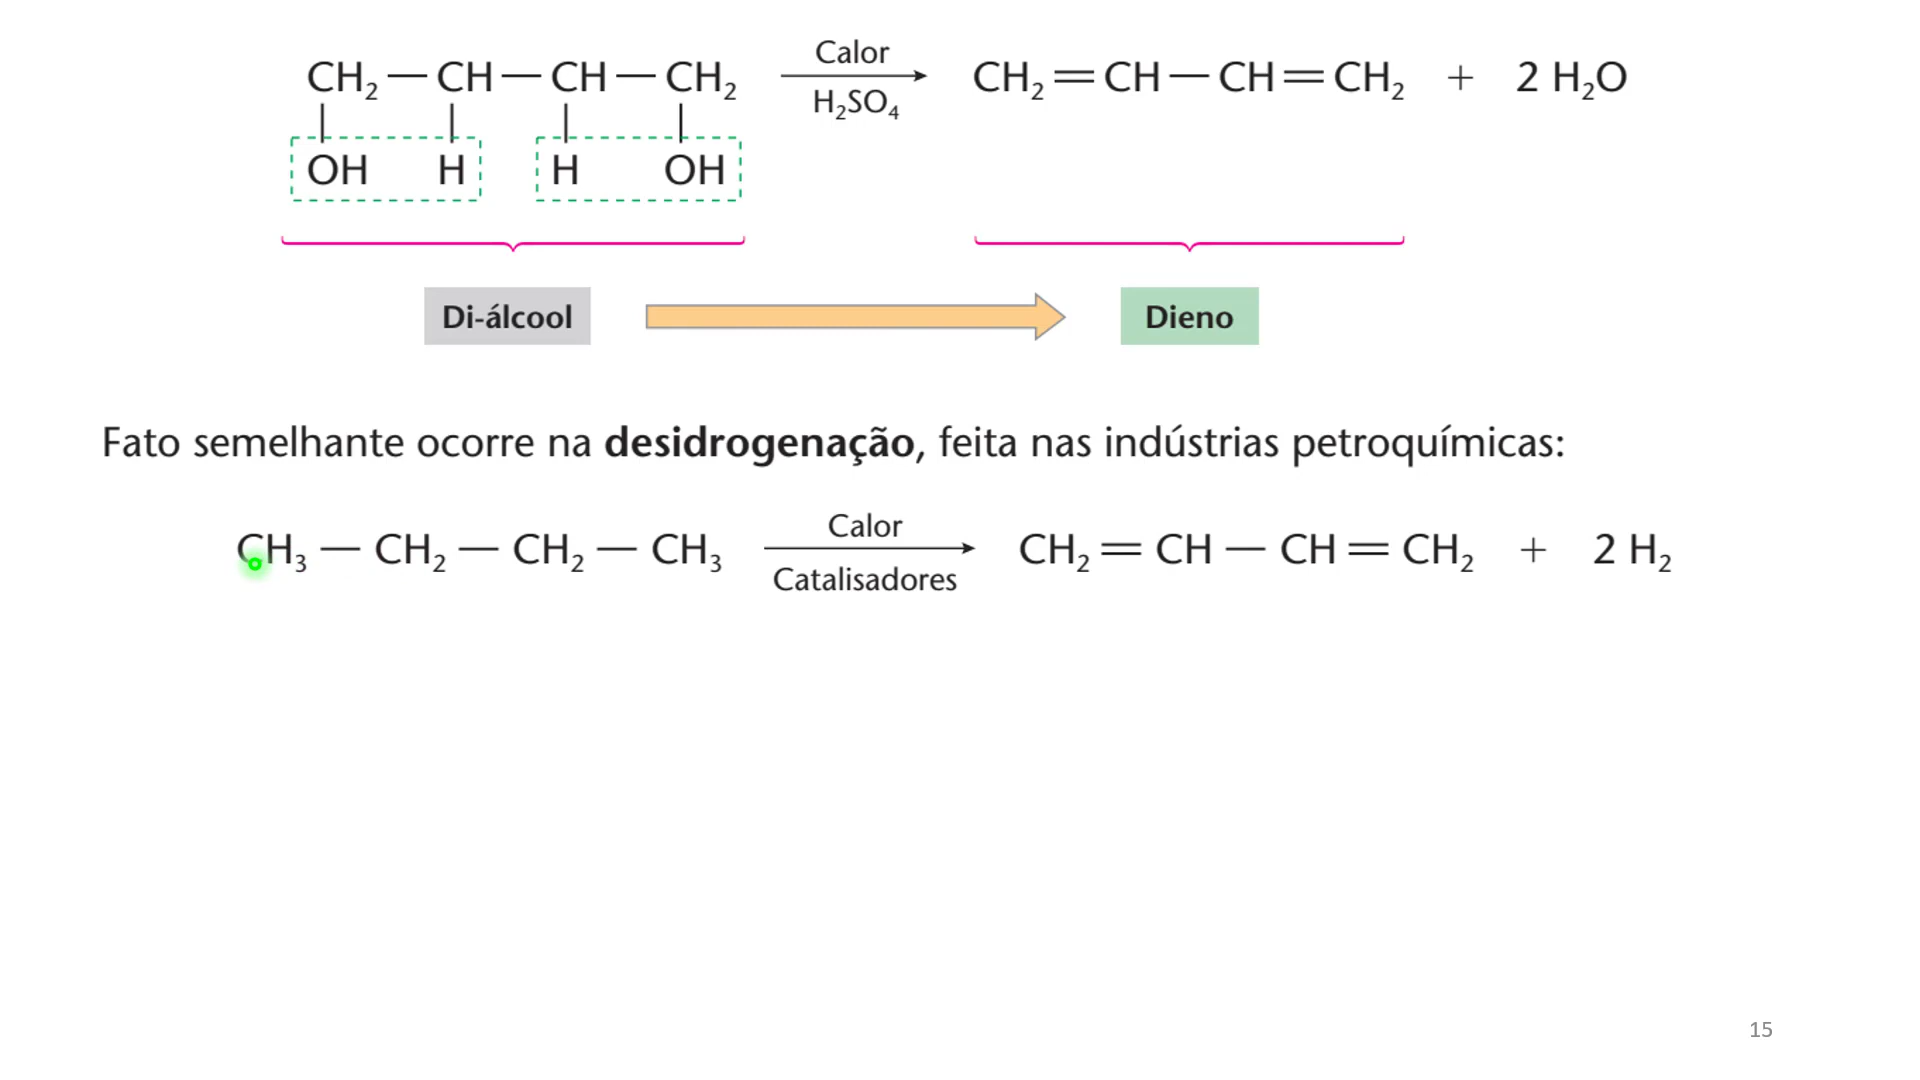 CH₂ — CH — CH — CH₂ Calor H₂SO₄ CH₂ = CH — CH = CH₂ + 2 H₂O
OH H H OH
Di-álcool Dieno
Fato semelhante ocorre na desidrogenação, feita nas indústrias petroquímicas:
CH₃ — CH₂ — CH₂ — CH₃ Calor Catalisadores CH₂ = CH — CH = CH₂ + 2 H₂
15